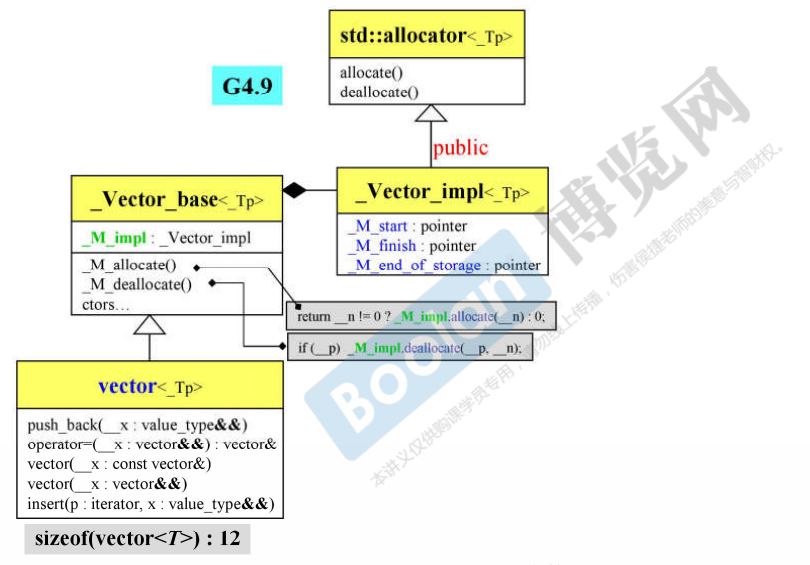 std::allocator<_Tp>
allocate()
deallocate()
G4.9
public
_Vector_base<_Tp>
_M_impl : _Vector_impl
_M_allocate()
_M_deallocate()
ctors…
_Vector_impl<_Tp>
_M_start : pointer
_M_finish : pointer
_M_end_of_storage : pointer
return __n != 0 ? _M_impl.allocate(__n) : 0;
if (__p) _M_impl.deallocate(__p, __n);
vector<_Tp>
push_back(__x : value_type&&)
operator=(__x : vector&&) : vector&
vector(__x : const vector&)
vector(__x : vector&&)
insert(p : iterator, x : value_type&&)
sizeof(vector<T>) : 12
Boolan 博览网
本讲义仅供购课学员专用，请勿线上传播，伤害侯捷老师的美意与智财权。